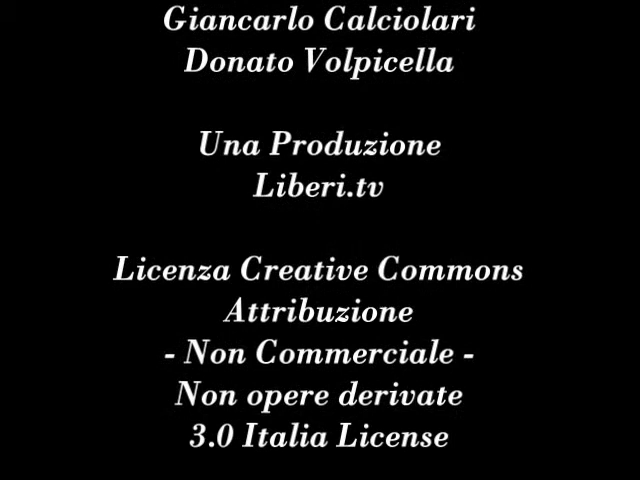 Giancarlo Calciolari
Donato Volpicella
Una Produzione
Liberi.tv
Licenza Creative Commons
Attribuzione
- Non Commerciale -
Non opere derivate
3.0 Italia License